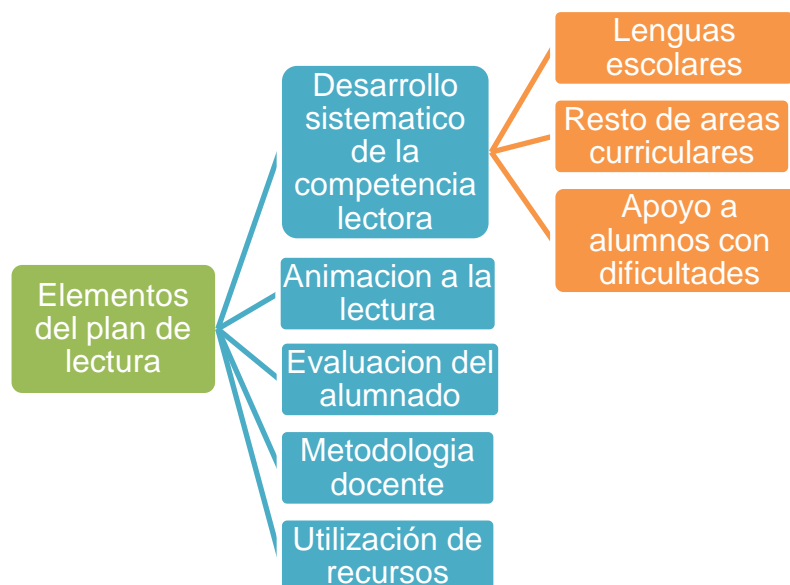 Elementos
del plan de
lectura
Desarrollo
sistematico
de la
competencia
lectora
Lenguas
escolares
Resto de areas
curriculares
Apoyo a
alumnos con
dificultades
Animacion a la
lectura
Evaluacion del
alumnado
Metodologia
docente
Utilización de
recursos